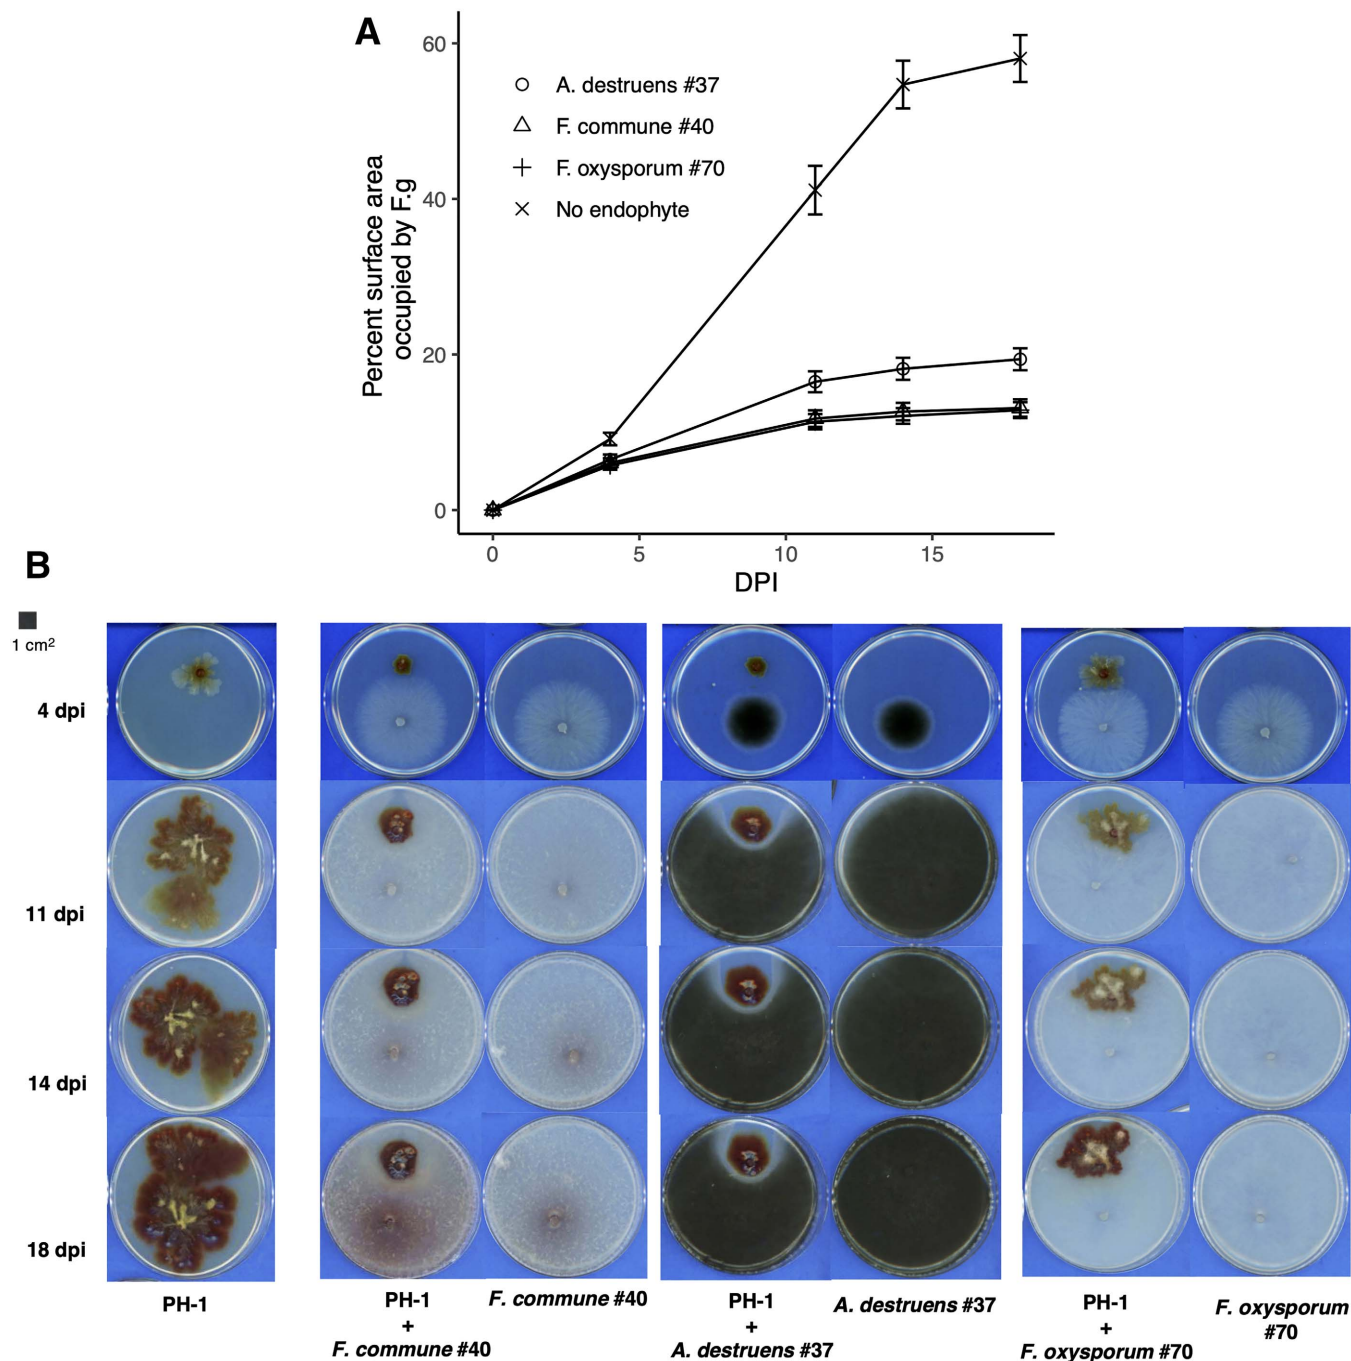 A
60
40
20
0
Percent surface area
occupied by F.g
A. destruens #37
F. commune #40
F. oxysporum #70
No endophyte
0 5 10 15
DPI
B
1 cm²
4 dpi
11 dpi
14 dpi
18 dpi
PH-1
PH-1
+
F. commune #40
F. commune #40
PH-1
+
A. destruens #37
A. destruens #37
PH-1
+
F. oxysporum #70
F. oxysporum
#70